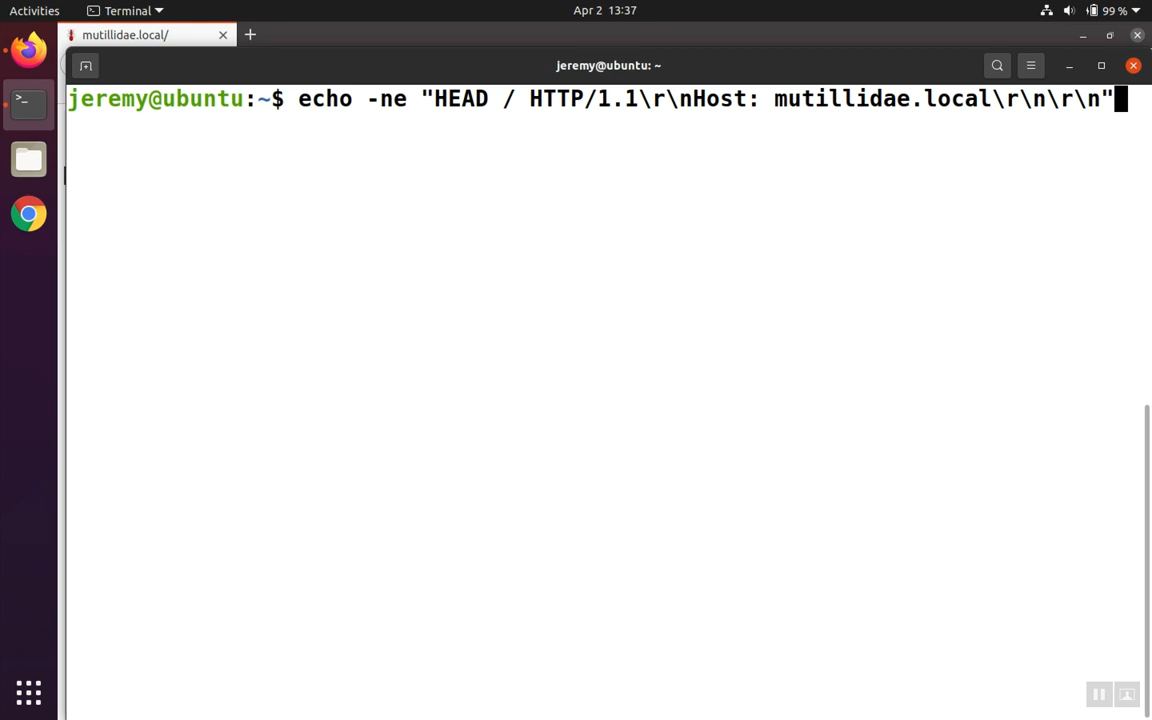 Activities Terminal Apr 2 13:37 99 %
mutillidae.local/
jeremy@ubuntu: ~
jeremy@ubuntu:~$ echo -ne "HEAD / HTTP/1.1\r\nHost: mutillidae.local\r\n\r\n"